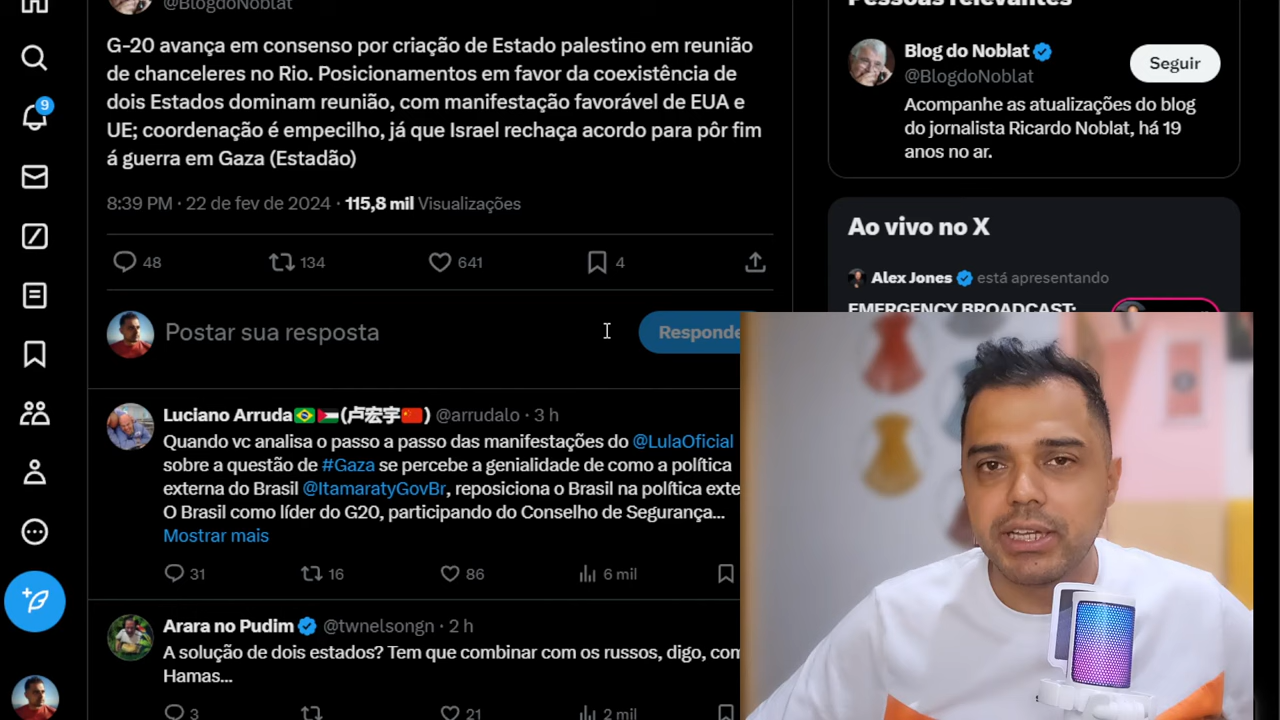 @BlogdoNoblat
G-20 avança em consenso por criação de Estado palestino em reunião
de chanceleres no Rio. Posicionamentos em favor da coexistência de
dois Estados dominam reunião, com manifestação favorável de EUA e
UE; coordenação é empecilho, já que Israel rechaça acordo para pôr fim
á guerra em Gaza (Estadão)
8:39 PM · 22 de fev de 2024 · 115,8 mil Visualizações
48 134 641 4
Postar sua resposta
Responde
Luciano Arruda🇧🇷🇵🇸(卢宏宇🇨🇳) @arrudalo · 3 h
Quando vc analisa o passo a passo das manifestações do @LulaOficial
sobre a questão de #Gaza se percebe a genialidade de como a política
externa do Brasil @ItamaratyGovBr, reposiciona o Brasil na política exte
O Brasil como líder do G20, participando do Conselho de Segurança...
Mostrar mais
31 16 86 6 mil
Arara no Pudim @twnelsongn · 2 h
A solução de dois estados? Tem que combinar com os russos, digo, com
Hamas...
3 21 2 mil
9
Pessoas relevantes
Blog do Noblat
@BlogdoNoblat
Seguir
Acompanhe as atualizações do blog
do jornalista Ricardo Noblat, há 19
anos no ar.
Ao vivo no X
Alex Jones está apresentando
EMERGENCY BROADCAST: